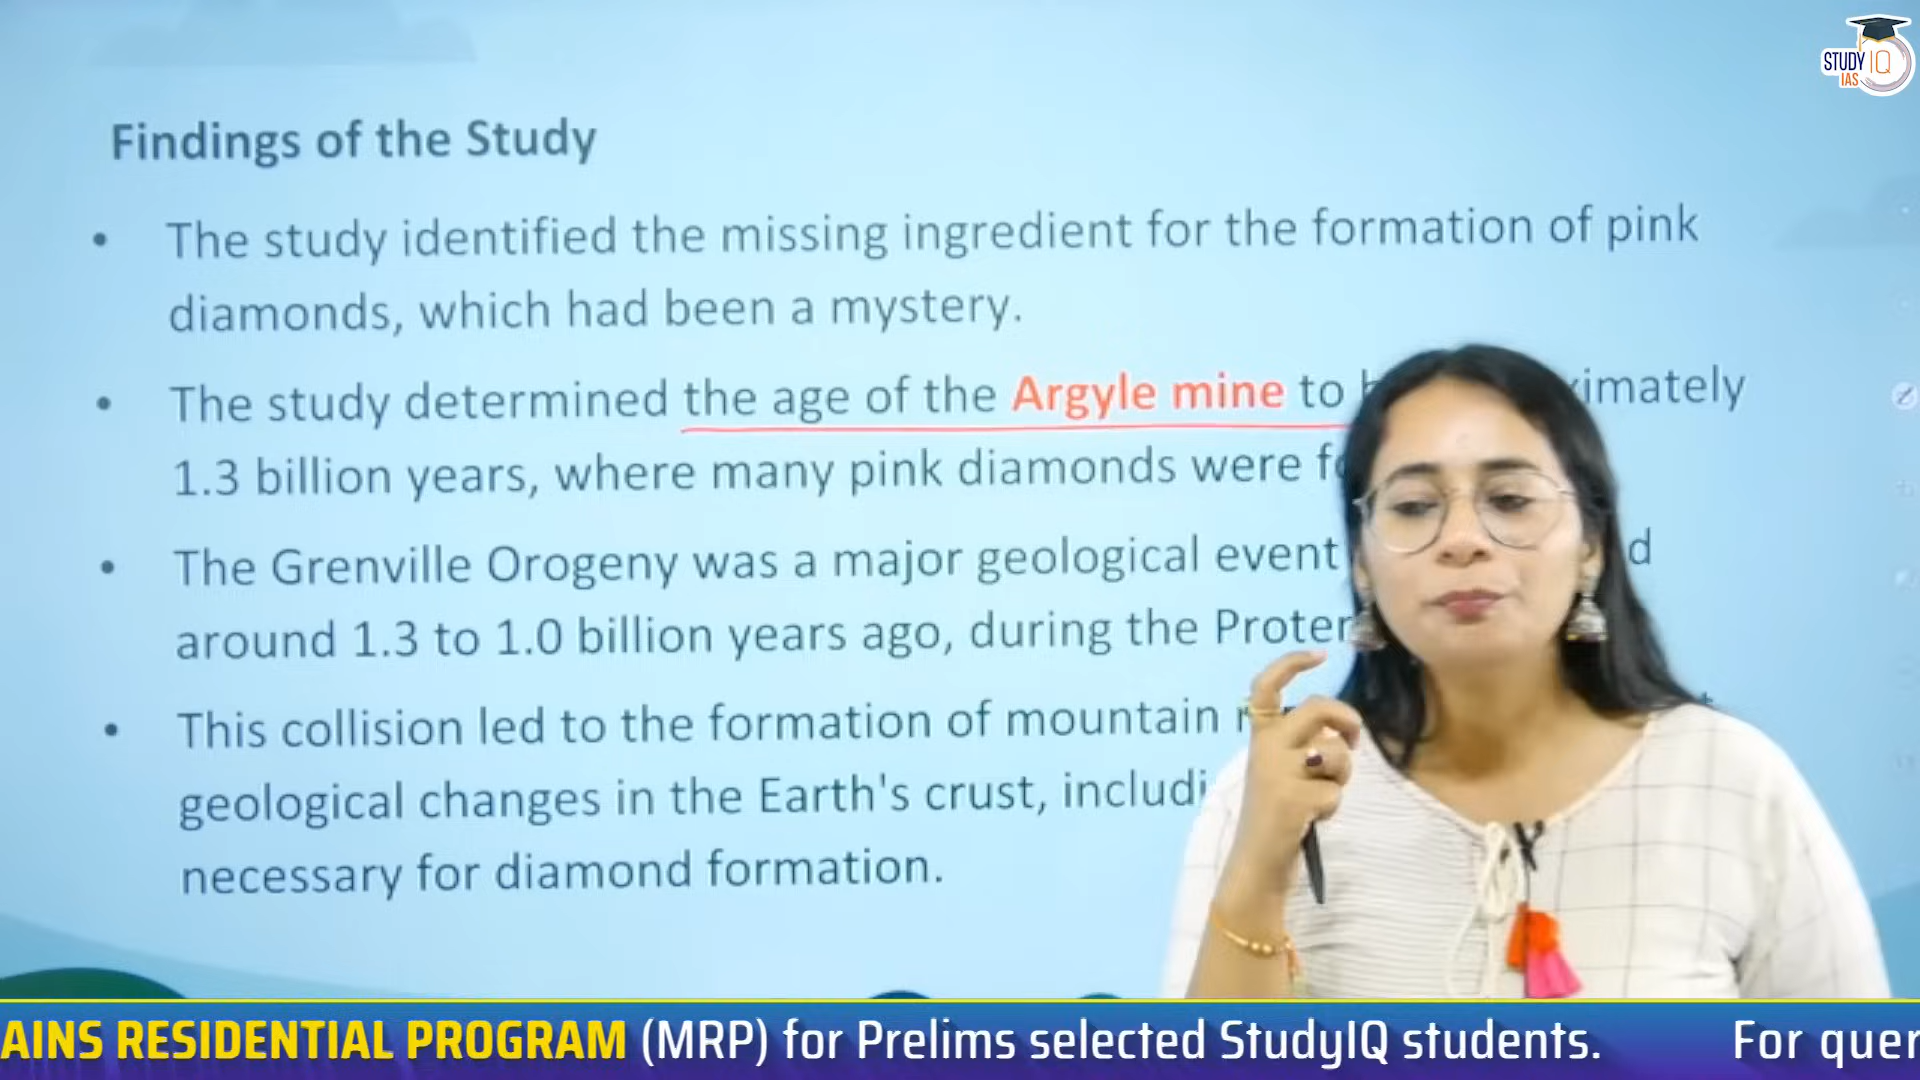 STUDY IQ
IAS
Findings of the Study
• The study identified the missing ingredient for the formation of pink
diamonds, which had been a mystery.
• The study determined the age of the Argyle mine to
1.3 billion years, where many pink diamonds were
• The Grenville Orogeny was a major geological event
around 1.3 to 1.0 billion years ago, during the
• This collision led to the formation of mountain
geological changes in the Earth's crust,
necessary for diamond formation.
AINS RESIDENTIAL PROGRAM (MRP) for Prelims selected StudyIQ students. For quer